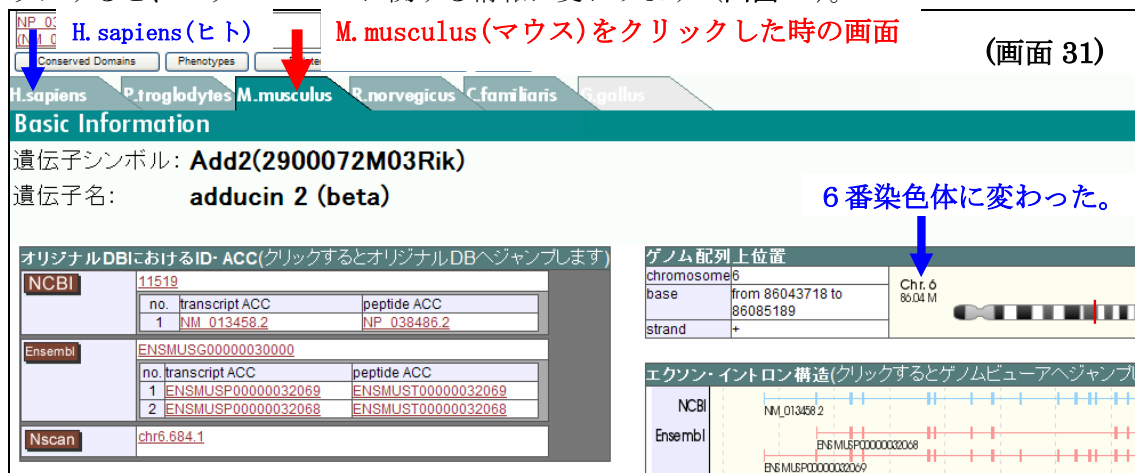 NP_03
(NM_0
H.sapiens(ヒト)
M.musculus(マウス)をクリックした時の画面
(画面 31)
Conserved Domains
Phenotypes
H.sapiens
P.troglodytes
M.musculus
R.norvegicus
C.familiaris
G.gallus
Basic Information
遺伝子シンボル: Add2(2900072M03Rik)
遺伝子名: adducin 2 (beta)
6番染色体に変わった。
オリジナルDBにおけるID・ACC(クリックするとオリジナルDBへジャンプします)
NCBI
11519
no. transcript ACC peptide ACC
1 NM_013458.2 NP_038486.2
Ensembl
ENSMUSG00000030000
no. transcript ACC peptide ACC
1 ENSMUSP00000032069 ENSMUST00000032069
2 ENSMUSP00000032068 ENSMUST00000032068
Nscan
chr6.684.1
ゲノム配列上位置
chromosome 6
base from 86043718 to 86085189
strand +
Chr. 6
86.04 M
エクソン・イントロン構造(クリックするとゲノムビューアへジャンプし
NCBI
NM_013458.2
Ensembl
ENSMUSP00000032068
ENSMUSP00000032069